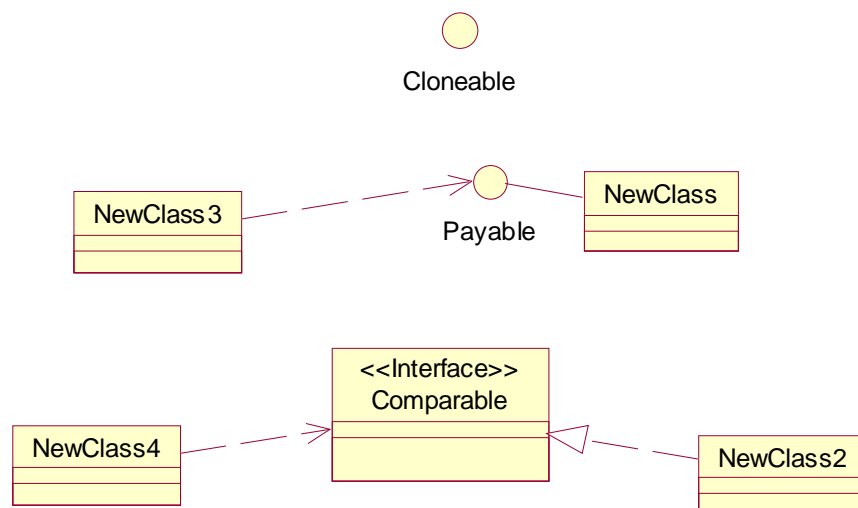 Cloneable
NewClass3
Payable
NewClass
<<Interface>>
Comparable
NewClass4
NewClass2